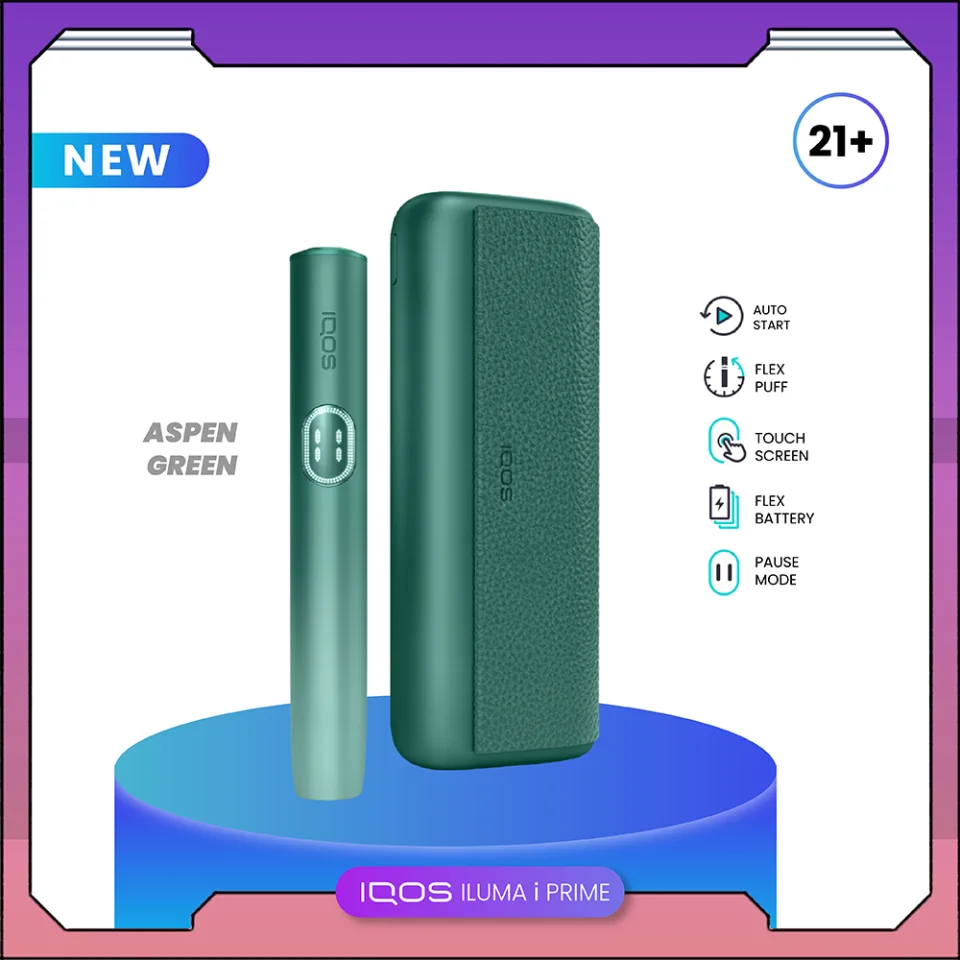 NEW
21+
IQOS
IQOS
ASPEN
GREEN
AUTO
START
FLEX
PUFF
TOUCH
SCREEN
FLEX
BATTERY
PAUSE
MODE
IQOS ILUMA i PRIME